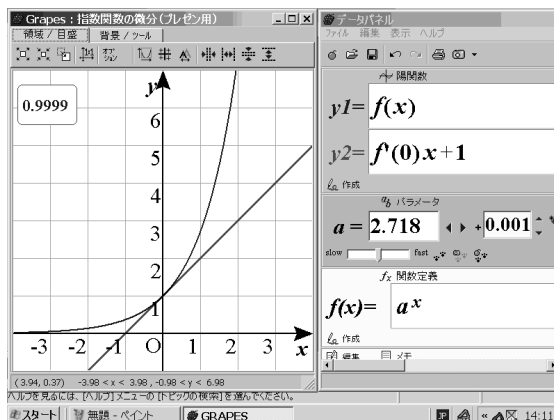 Grapes : 指数関数の微分(プレゼン用)
領域 / 目盛 背景 / ツール
0.9999
y
6
5
4
3
2
1
-3 -2 -1 O 1 2 3 x
(3.94, 0.37) -3.98 < x < 3.98 , -0.98 < y < 6.98
ヘルプを見るには、[ヘルプ]メニューの[トピックの検索]を選んでください。
データパネル
ファイル 編集 表示 ヘルプ
陽関数
y1= f(x)
y2= f'(0)x+1
作成
ab パラメータ
a = 2.718 +0.001
slow fast
fx 関数定義
f(x)= a^x
作成
編集 メモ
スタート 無題 - ペイント GRAPES 14:11